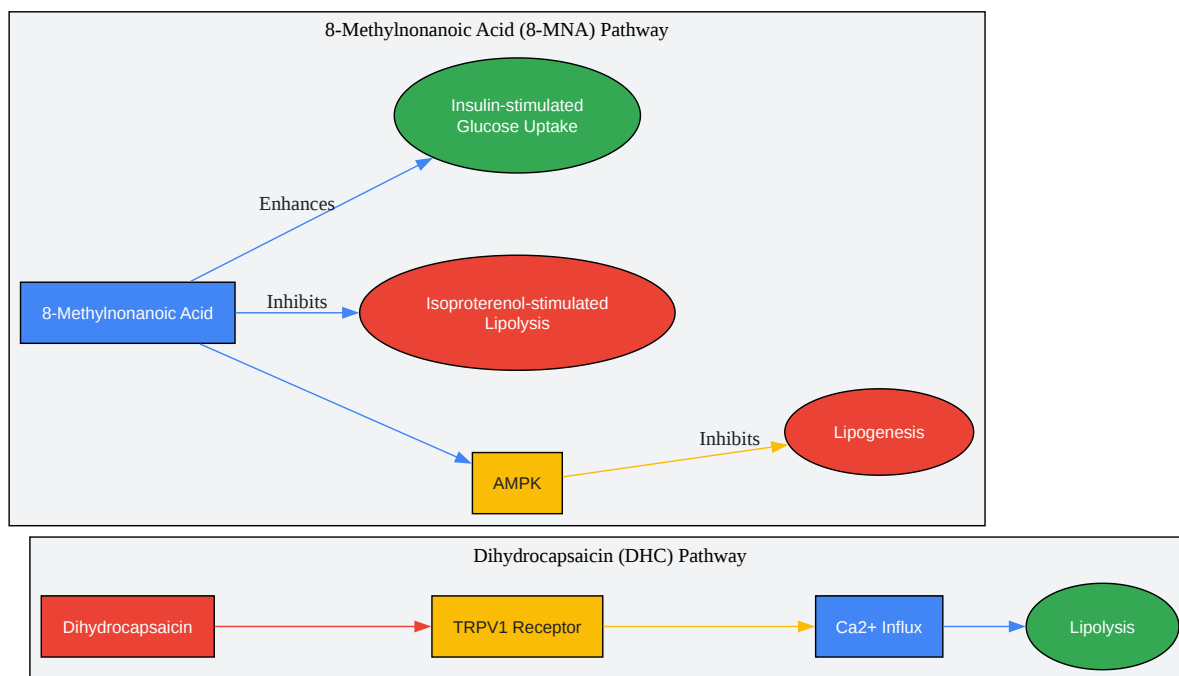 8-Methylnonanoic Acid (8-MNA) Pathway
Insulin-stimulated
Glucose Uptake
Enhances
8-Methylnonanoic Acid
Inhibits
Isoproterenol-stimulated
Lipolysis
Inhibits
Lipogenesis
AMPK
Dihydrocapsaicin (DHC) Pathway
Dihydrocapsaicin
TRPV1 Receptor
Ca2+ Influx
Lipolysis